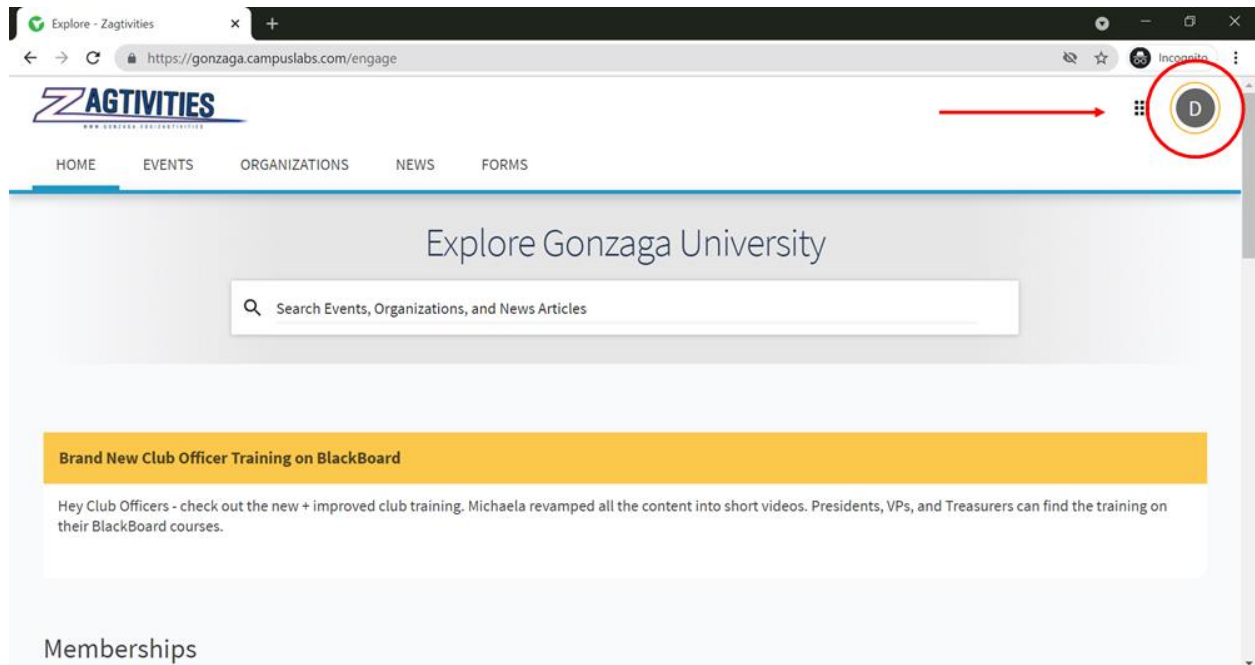 Explore - Zagtivities
https://gonzaga.campuslabs.com/engage
Incognito
ZAGTIVITIES
D
HOME EVENTS ORGANIZATIONS NEWS FORMS
Explore Gonzaga University
Search Events, Organizations, and News Articles
Brand New Club Officer Training on BlackBoard
Hey Club Officers - check out the new + improved club training. Michaela revamped all the content into short videos. Presidents, VPs, and Treasurers can find the training on
their BlackBoard courses.
Memberships